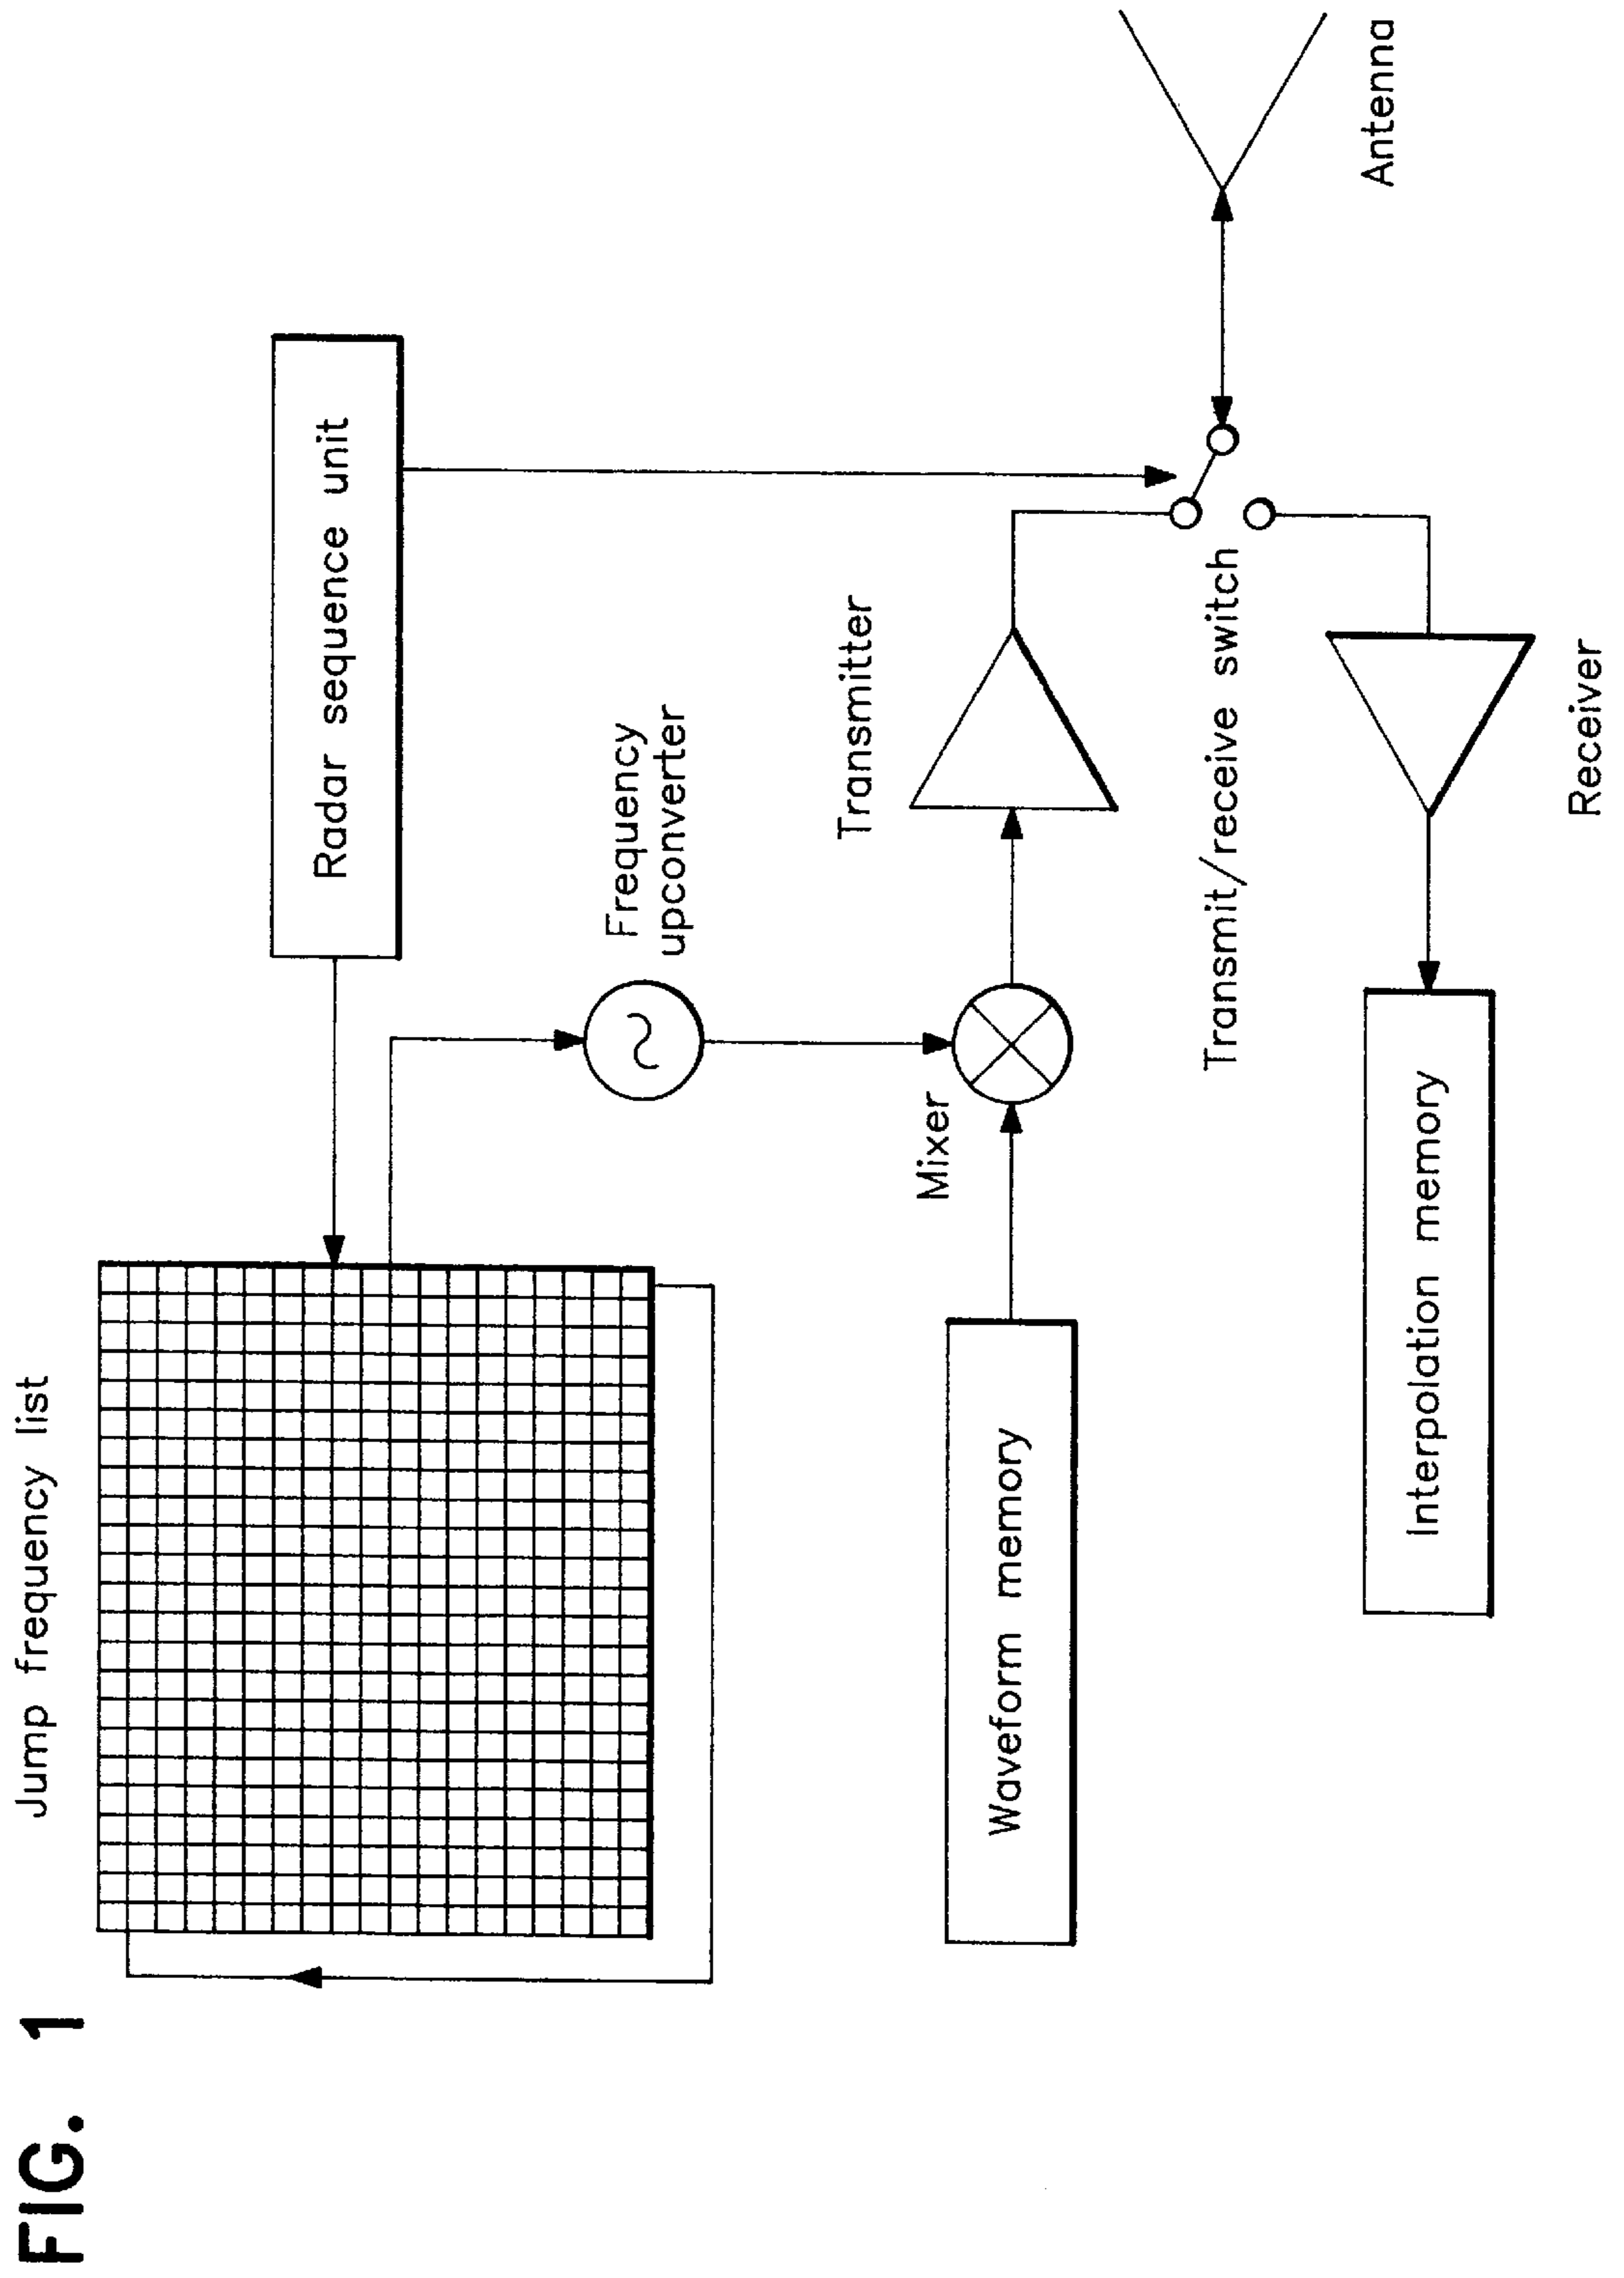 FIG. 1
Jump frequency list
Radar sequence unit
Frequency
upconverter
Transmitter
Mixer
Waveform memory
Transmit/receive switch
Antenna
Interpolation memory
Receiver